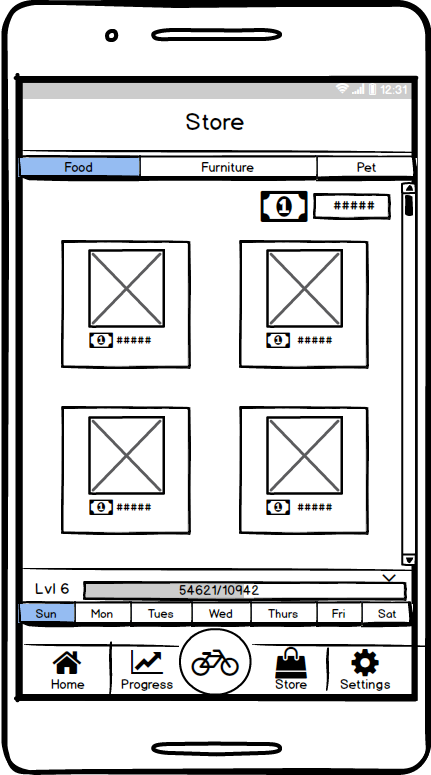 12:31
Store
Food Furniture Pet
1 #####
1 ##### 1 #####
1 ##### 1 #####
Lvl 6 54621/10942
Sun Mon Tues Wed Thurs Fri Sat
Home Progress Store Settings